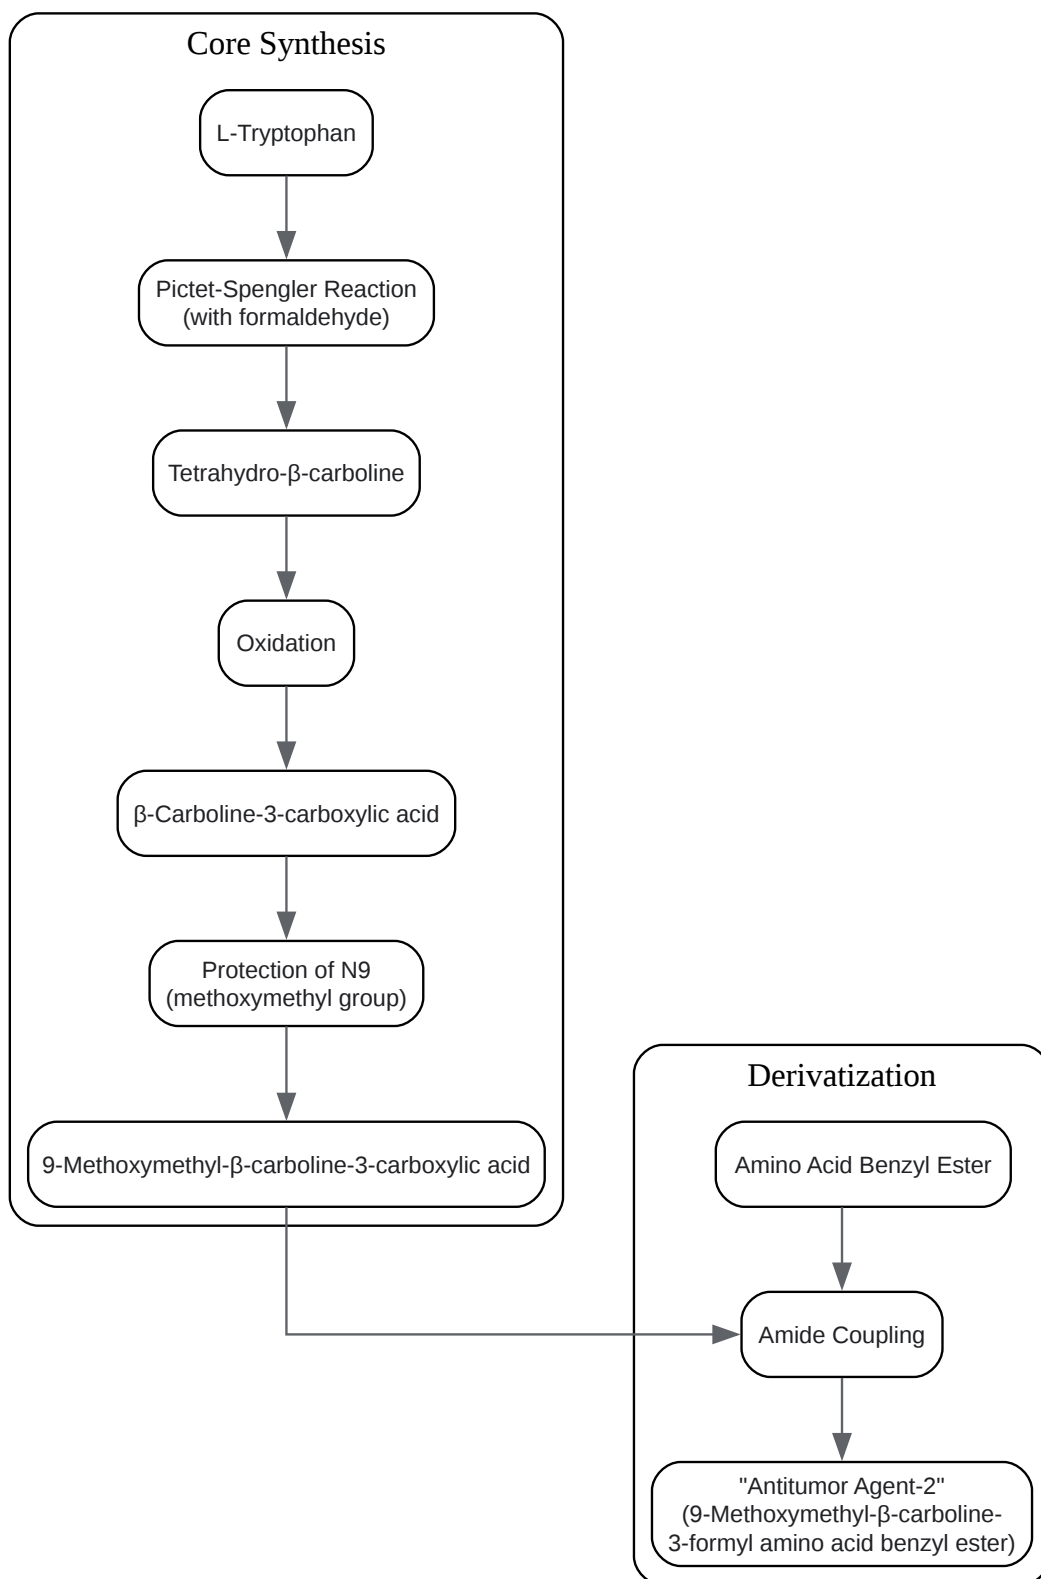 Core Synthesis
L-Tryptophan
Pictet-Spengler Reaction
(with formaldehyde)
Tetrahydro-β-carboline
Oxidation
β-Carboline-3-carboxylic acid
Protection of N9
(methoxymethyl group)
9-Methoxymethyl-β-carboline-3-carboxylic acid
Derivatization
Amino Acid Benzyl Ester
Amide Coupling
"Antitumor Agent-2"
(9-Methoxymethyl-β-carboline-
3-formyl amino acid benzyl ester)